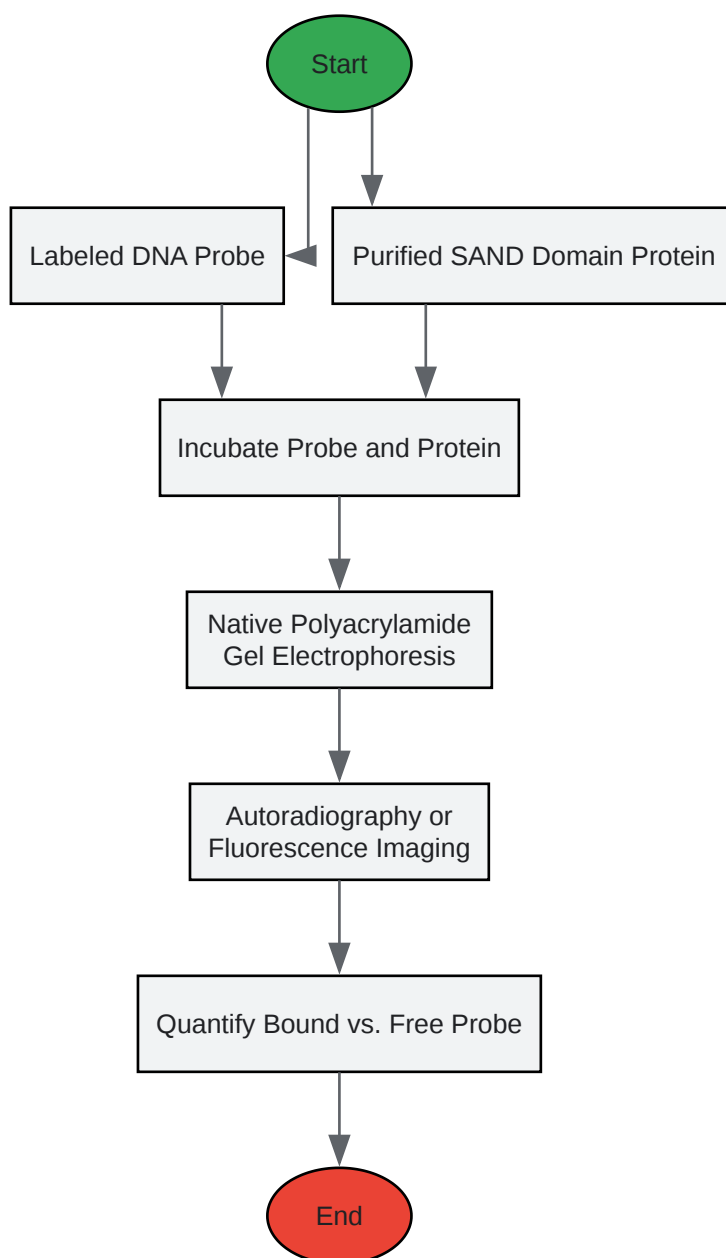 Start
Labeled DNA Probe
Purified SAND Domain Protein
Incubate Probe and Protein
Native Polyacrylamide
Gel Electrophoresis
Autoradiography or
Fluorescence Imaging
Quantify Bound vs. Free Probe
End